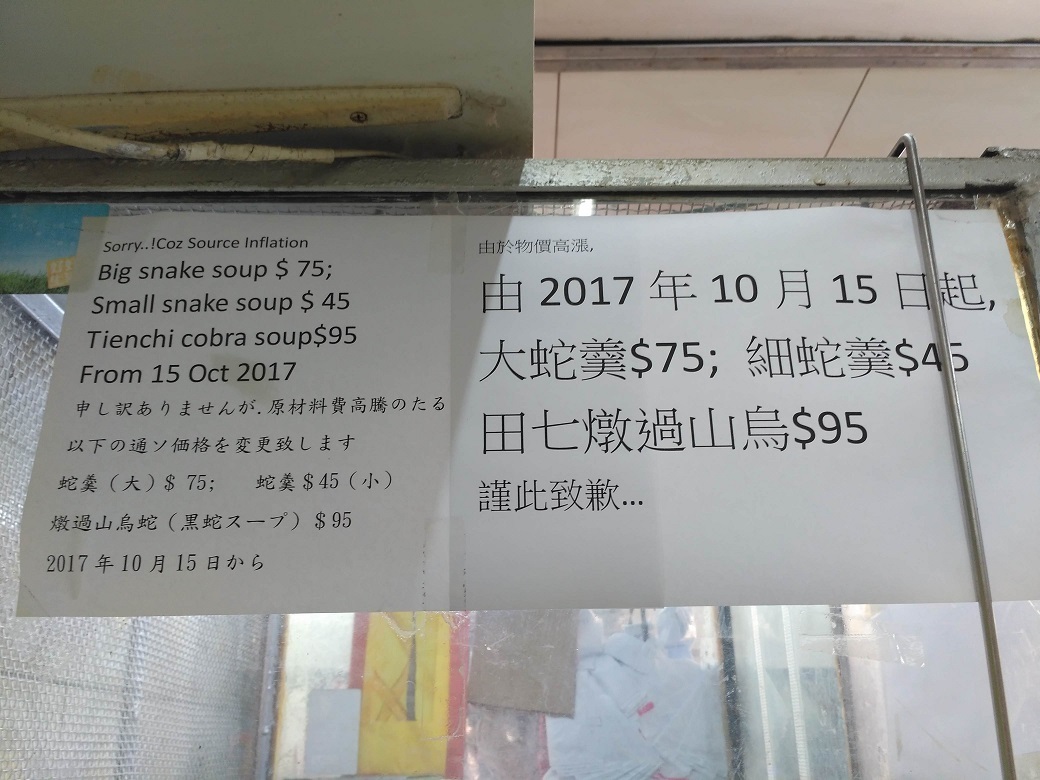 Sorry..!Coz Source Inflation
Big snake soup $ 75;
Small snake soup $ 45
Tienchi cobra soup$95
From 15 Oct 2017
申し訳ありませんが.原材料費高騰のたる
以下の通ソ価格を変更致します
蛇羹（大）$ 75; 蛇羹$45（小）
燉過山烏蛇（黒蛇スープ）$95
2017年10月15日から
由於物價高漲,
由 2017 年 10 月 15 日起,
大蛇羹$75; 細蛇羹$45
田七燉過山烏$95
謹此致歉...